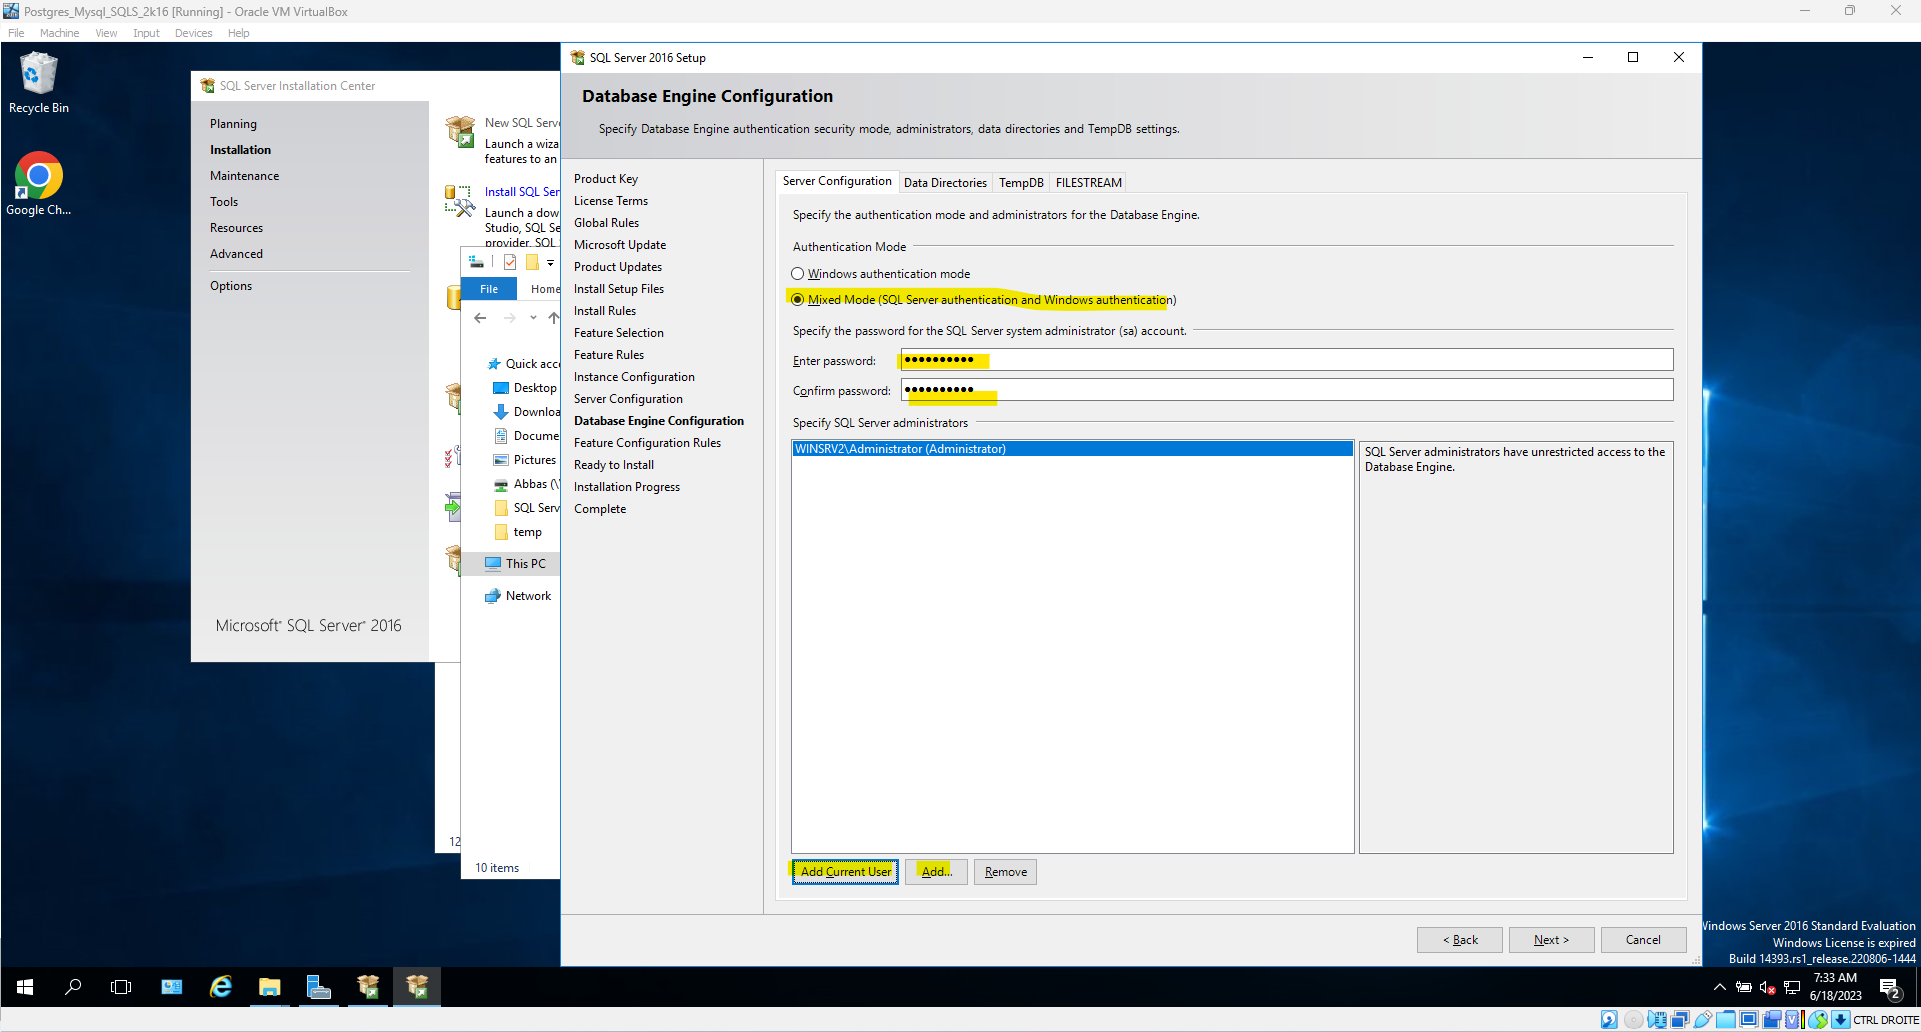 Postgres_Mysql_SQLS_2k16 [Running] - Oracle VM VirtualBox
File Machine View Input Devices Help
Recycle Bin
Google Ch...
SQL Server Installation Center
Planning
Installation
Maintenance
Tools
Resources
Advanced
Options
Microsoft SQL Server 2016
New SQL Serve
Launch a wiza
features to an
Install SQL Ser
Launch a dow
Studio, SQL Se
provider, SQL
12
File Home
Quick acc
Desktop
Downloa
Docume
Pictures
Abbas (\\
SQL Serv
temp
This PC
Network
10 items
SQL Server 2016 Setup
Database Engine Configuration
Specify Database Engine authentication security mode, administrators, data directories and TempDB settings.
Product Key
License Terms
Global Rules
Microsoft Update
Product Updates
Install Setup Files
Install Rules
Feature Selection
Feature Rules
Instance Configuration
Server Configuration
Database Engine Configuration
Feature Configuration Rules
Ready to Install
Installation Progress
Complete
Server Configuration Data Directories TempDB FILESTREAM
Specify the authentication mode and administrators for the Database Engine.
Authentication Mode
Windows authentication mode
Mixed Mode (SQL Server authentication and Windows authentication)
Specify the password for the SQL Server system administrator (sa) account.
Enter password: ●●●●●●●●●●
Confirm password: ●●●●●●●●●●
Specify SQL Server administrators
WINSRV2\Administrator (Administrator)
SQL Server administrators have unrestricted access to the
Database Engine.
Add Current User Add... Remove
< Back Next > Cancel
Windows Server 2016 Standard Evaluation
Windows License is expired
Build 14393.rs1_release.220806-1444
7:33 AM
6/18/2023
2
CTRL DROITE